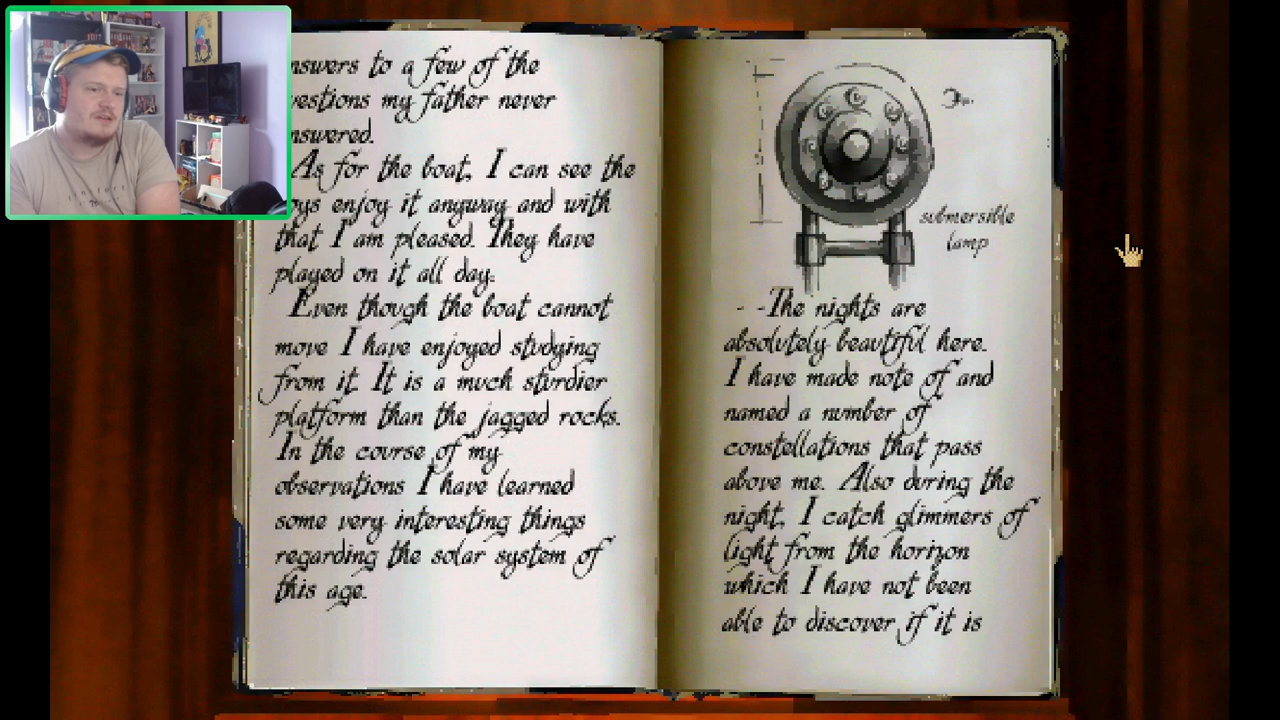 to a few of the
my father never
As for the boat, I can see the
enjoy it anyway and with
that I am pleased. They have
played on it all day.
Even though the boat cannot
move I have enjoyed studying
from it. It is a much sturdier
platform than the jagged rocks.
In the course of my
observations I have learned
some very interesting things
regarding the solar system of
this age.
submersible
lamp
- -The nights are
absolutely beautiful here.
I have made note of and
named a number of
constellations that pass
above me. Also during the
night, I catch glimmers of
light from the horizon
which I have not been
able to discover if it is